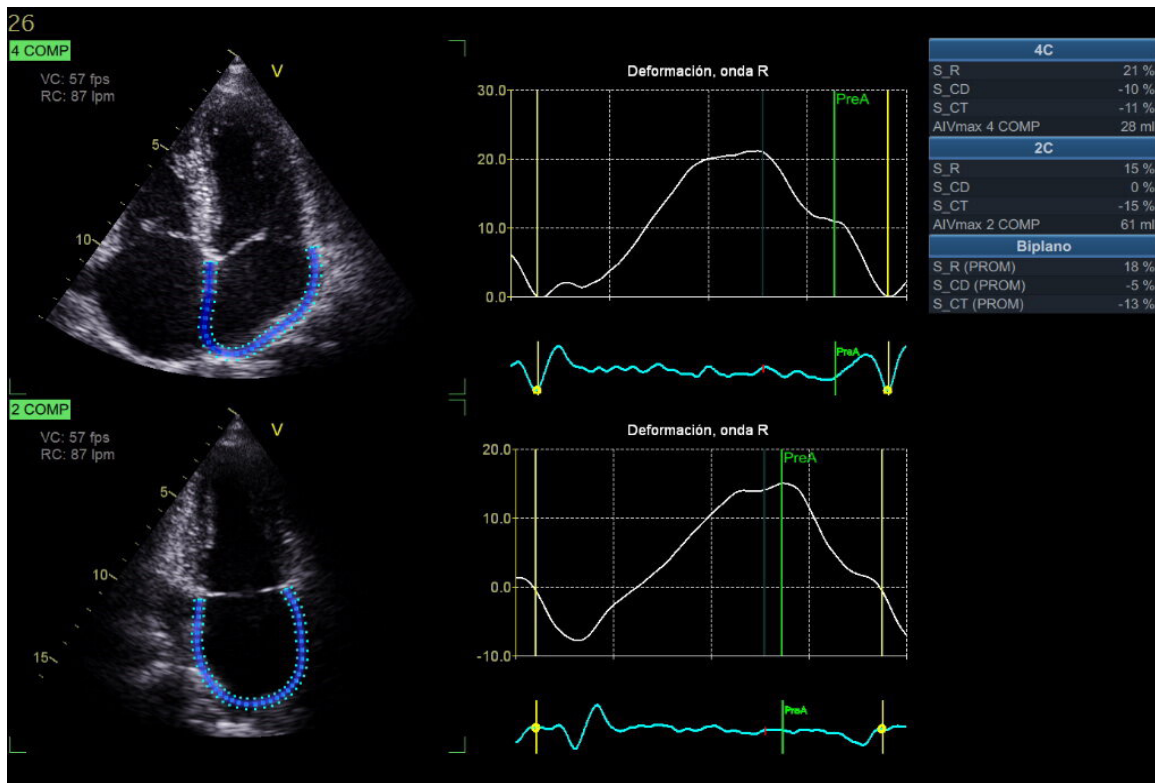 26
4 COMP
VC: 57 fps
RC: 87 lpm
V
5
10
Deformación, onda R
30.0
20.0
10.0
0.0
PreA
PreA
4C
S_R 21 %
S_CD -10 %
S_CT -11 %
AIVmax 4 COMP 28 ml
2C
S_R 15 %
S_CD 0 %
S_CT -15 %
AIVmax 2 COMP 61 ml
Biplano
S_R (PROM) 18 %
S_CD (PROM) -5 %
S_CT (PROM) -13 %
2 COMP
VC: 57 fps
RC: 87 lpm
V
5
10
15
Deformación, onda R
20.0
10.0
0.0
-10.0
PreA
PreA